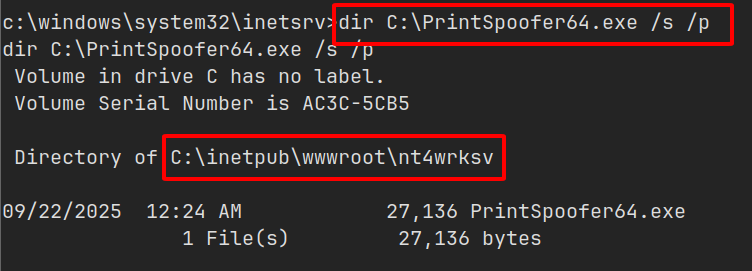 c:\windows\system32\inetsrv>dir C:\PrintSpoofer64.exe /s /p
dir C:\PrintSpoofer64.exe /s /p
Volume in drive C has no label.
Volume Serial Number is AC3C-5CB5
Directory of C:\inetpub\wwwroot\nt4wrksv
09/22/2025  12:24 AM            27,136 PrintSpoofer64.exe
1 File(s)         27,136 bytes